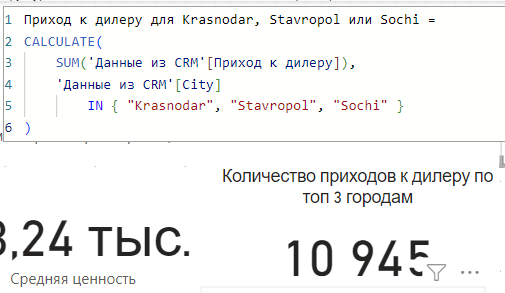 1 Приход к дилеру для Krasnodar, Stavropol или Sochi =
2 CALCULATE(
3 SUM('Данные из CRM'[Приход к дилеру]),
4 'Данные из CRM'[City]
5 IN { "Krasnodar", "Stavropol", "Sochi" }
6 )
Количество приходов к дилеру по
топ 3 городам
,24 тыс.
Средняя ценность
10 945